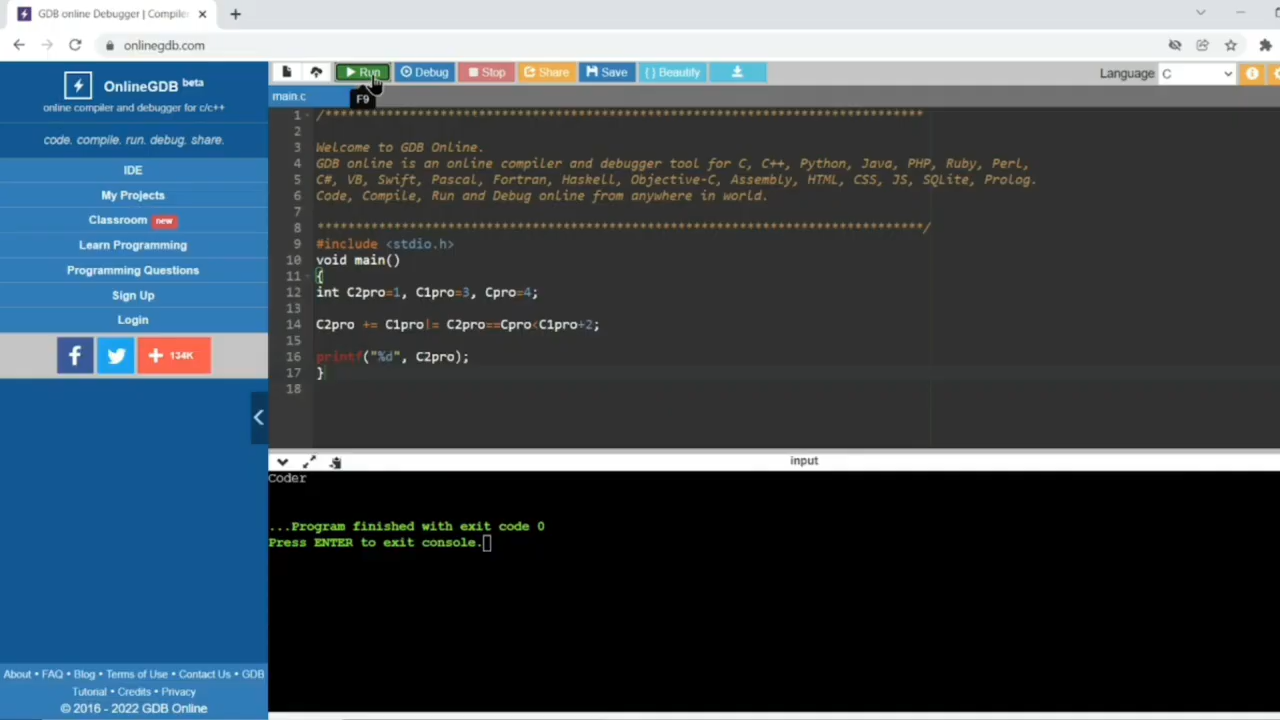 GDB online Debugger | Compiler
onlinegdb.com
OnlineGDB beta
online compiler and debugger for c/c++
code. compile. run. debug. share.
IDE
My Projects
Classroom new
Learn Programming
Programming Questions
Sign Up
Login
134K
About • FAQ • Blog • Terms of Use • Contact Us • GDB
Tutorial • Credits • Privacy
© 2016 - 2022 GDB Online
Run Debug Stop Share Save { } Beautify
Language C
main.c
F9
1 /******************************************************************************
2
3 Welcome to GDB Online.
4 GDB online is an online compiler and debugger tool for C, C++, Python, Java, PHP, Ruby, Perl,
5 C#, VB, Swift, Pascal, Fortran, Haskell, Objective-C, Assembly, HTML, CSS, JS, SQLite, Prolog.
6 Code, Compile, Run and Debug online from anywhere in world.
7
8 *******************************************************************************/
9 #include <stdio.h>
10 void main()
11 {
12 int C2pro=1, C1pro=3, Cpro=4;
13
14 C2pro += C1pro!= C2pro==Cpro<C1pro+2;
15
16 printf("%d", C2pro);
17 }
18
input
Coder
...Program finished with exit code 0
Press ENTER to exit console.